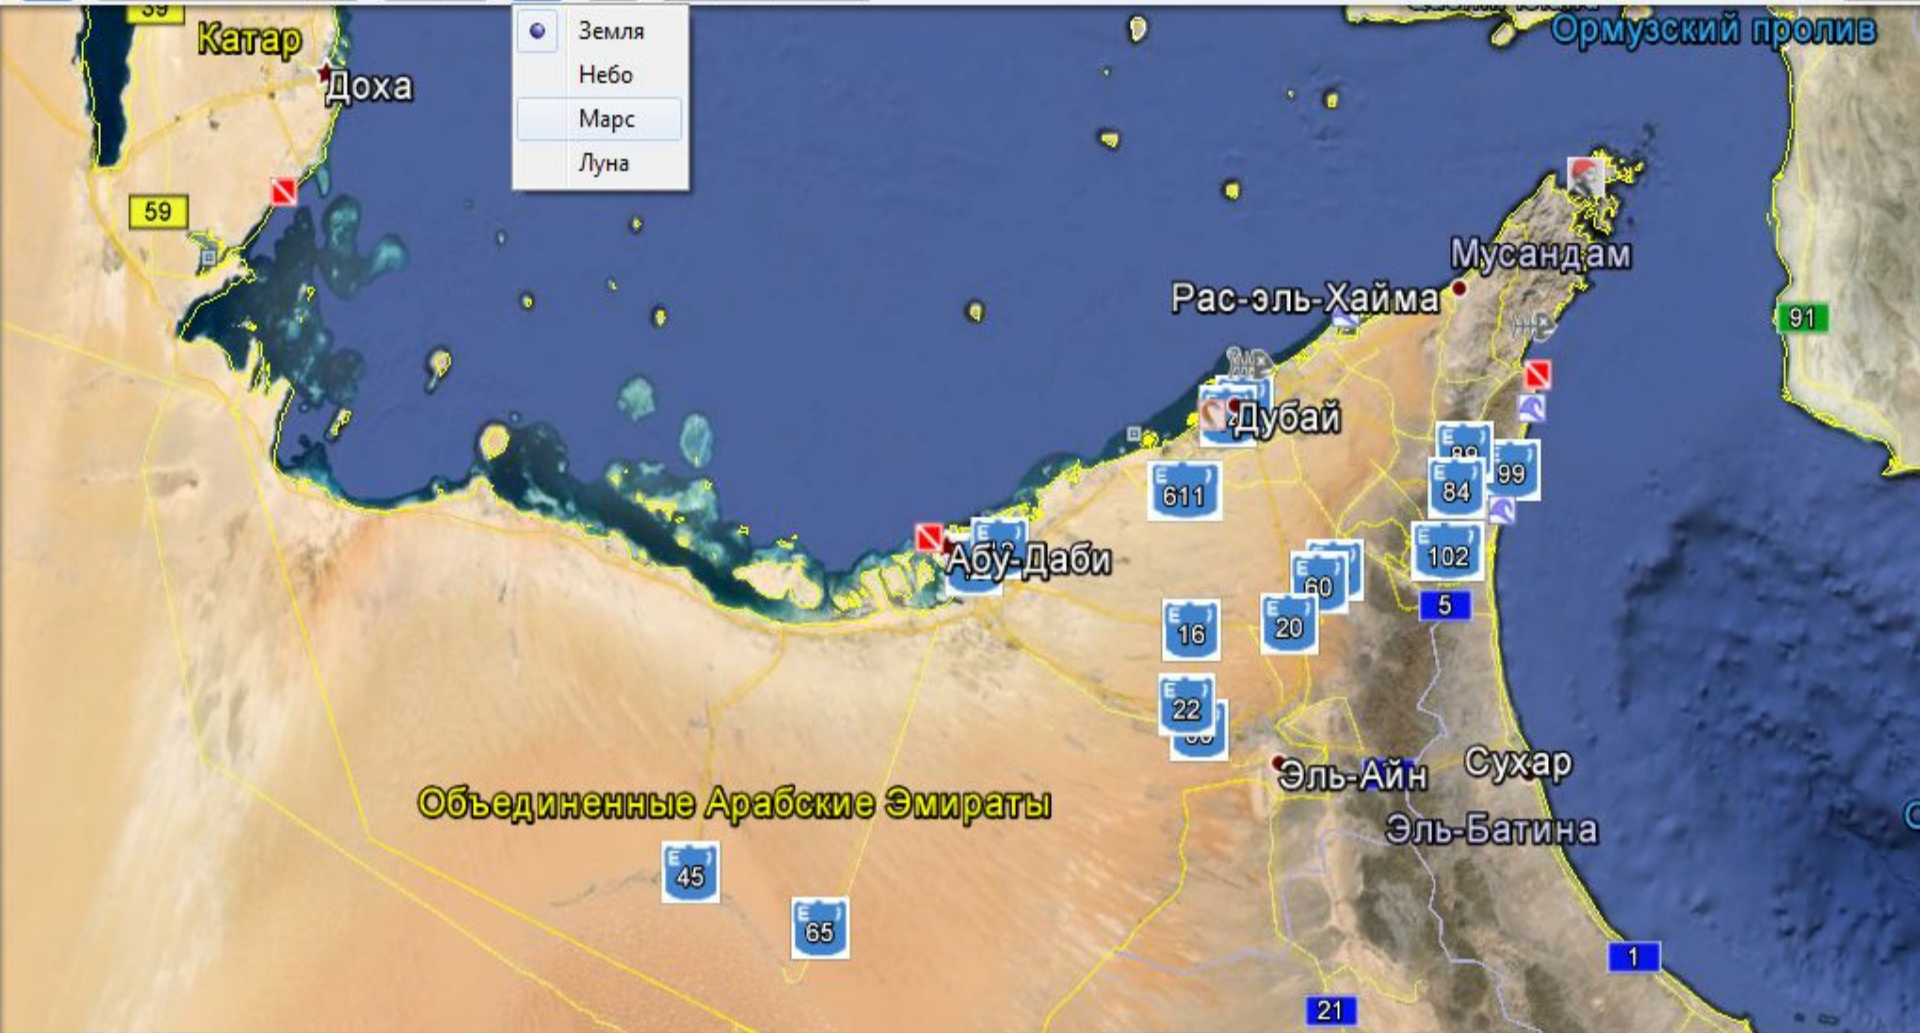 39
Катар
Земля
Небо
Марс
Луна
Ормузский пролив
Доха
59
Мусандам
Рас-эль-Хайма
91
Дубай
E
99
E
84
E
611
Абу-Даби
E
102
E
60
5
E
16
E
20
E
22
Эль-Айн
Сухар
Объединенные Арабские Эмираты
Эль-Батина
E
45
E
65
1
21